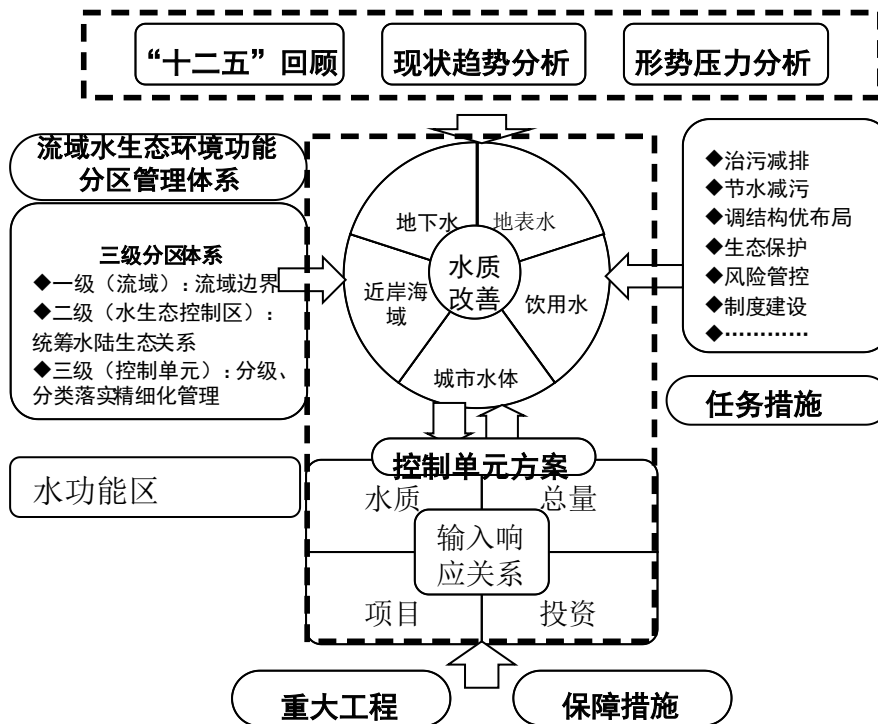 “十二五”回顾
现状趋势分析
形势压力分析
流域水生态环境功能
分区管理体系
三级分区体系
◆一级（流域）：流域边界
◆二级（水生态控制区）：
统筹水陆生态关系
◆三级（控制单元）：分级、
分类落实精细化管理
水功能区
地下水
地表水
近岸海
域
水质
改善
饮用水
城市水体
◆治污减排
◆节水减污
◆调结构优布局
◆生态保护
◆风险管控
◆制度建设
◆…………
任务措施
控制单元方案
水质
总量
输入响
应关系
项目
投资
重大工程
保障措施